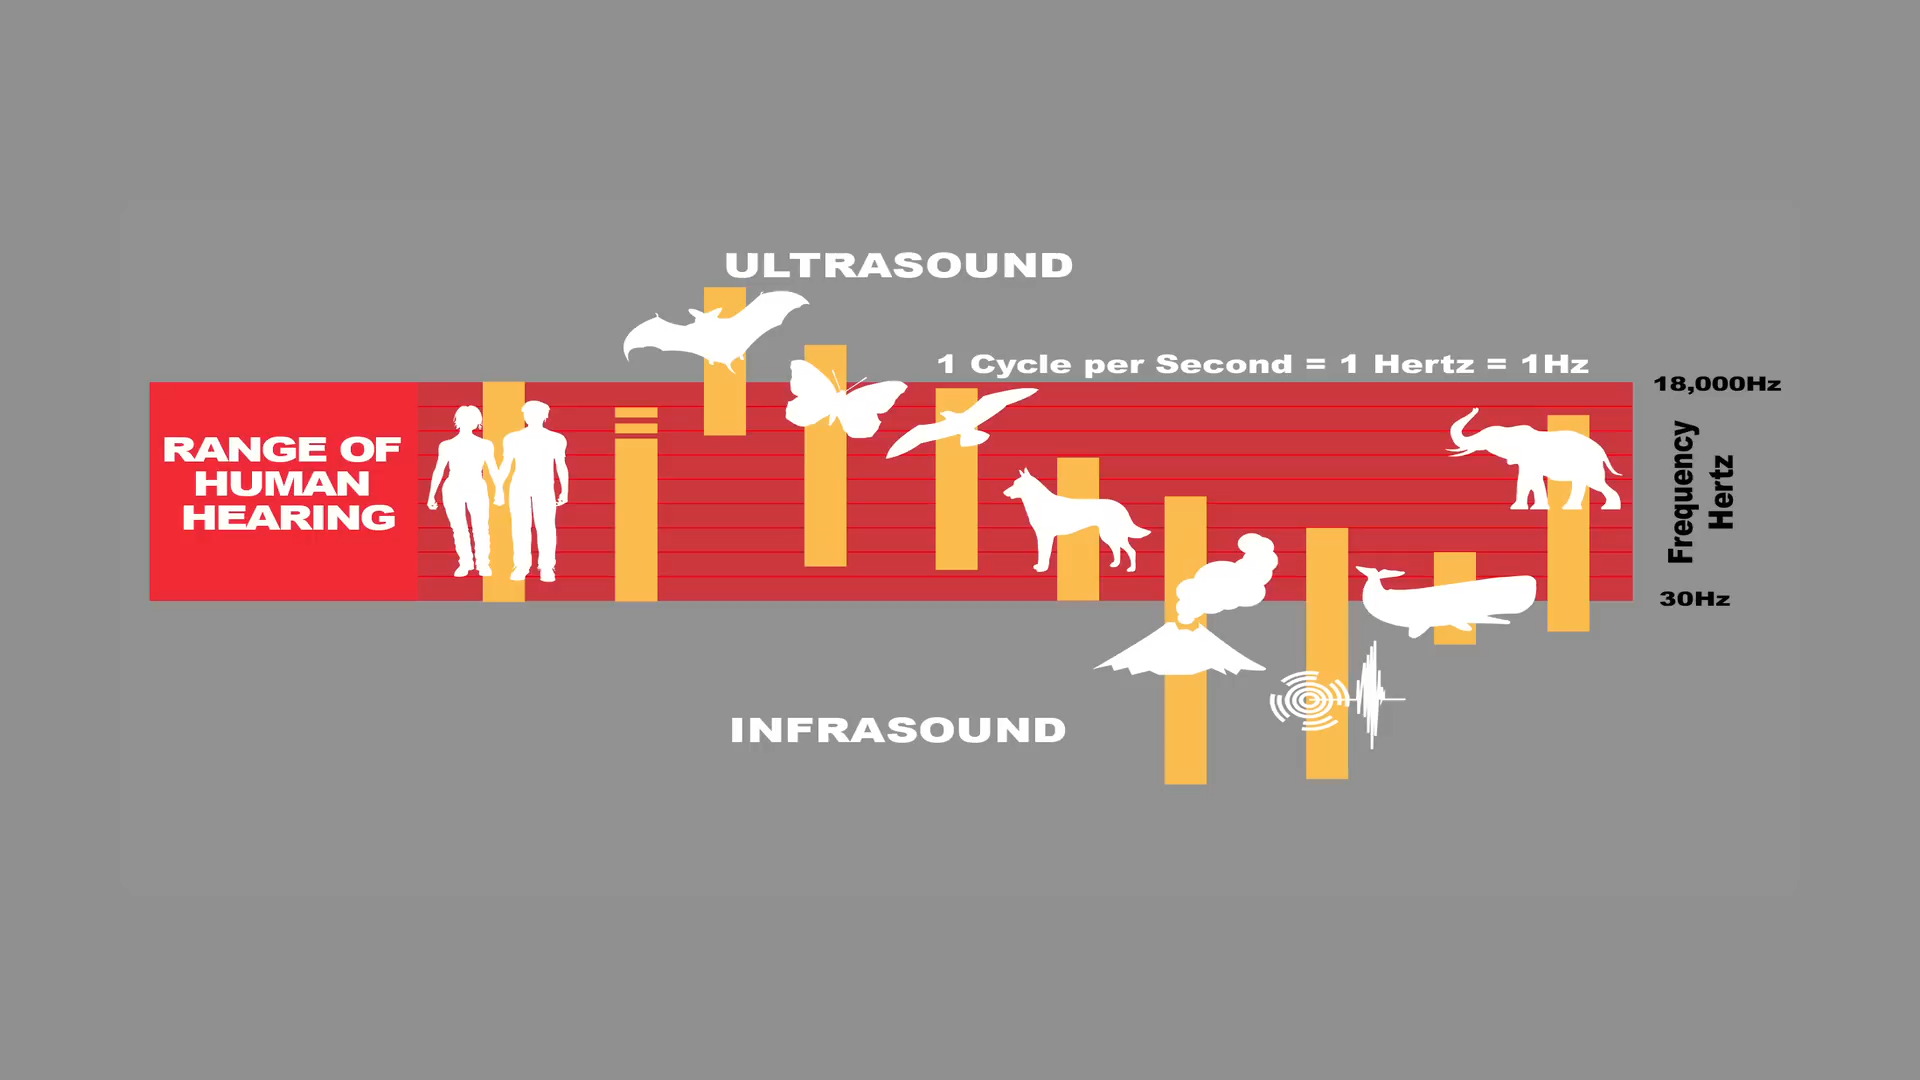 ULTRASOUND
1 Cycle per Second = 1 Hertz = 1Hz
18,000Hz
RANGE OF
HUMAN
HEARING
Frequency
Hertz
30Hz
INFRASOUND